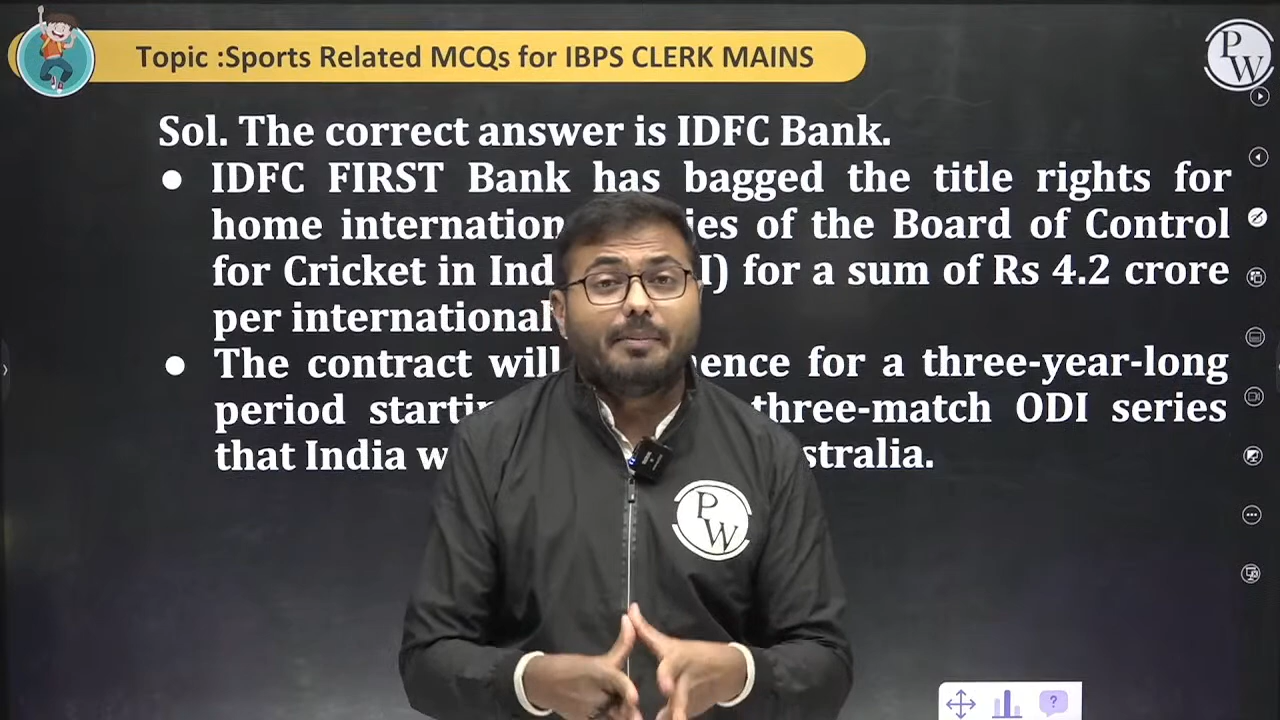 Topic :Sports Related MCQs for IBPS CLERK MAINS
P
W
Sol. The correct answer is IDFC Bank.
● IDFC FIRST Bank has bagged the title rights for
home internation ies of the Board of Control
for Cricket in Ind I) for a sum of Rs 4.2 crore
per international
● The contract will ence for a three-year-long
period startin three-match ODI series
that India w stralia.
P
W
?